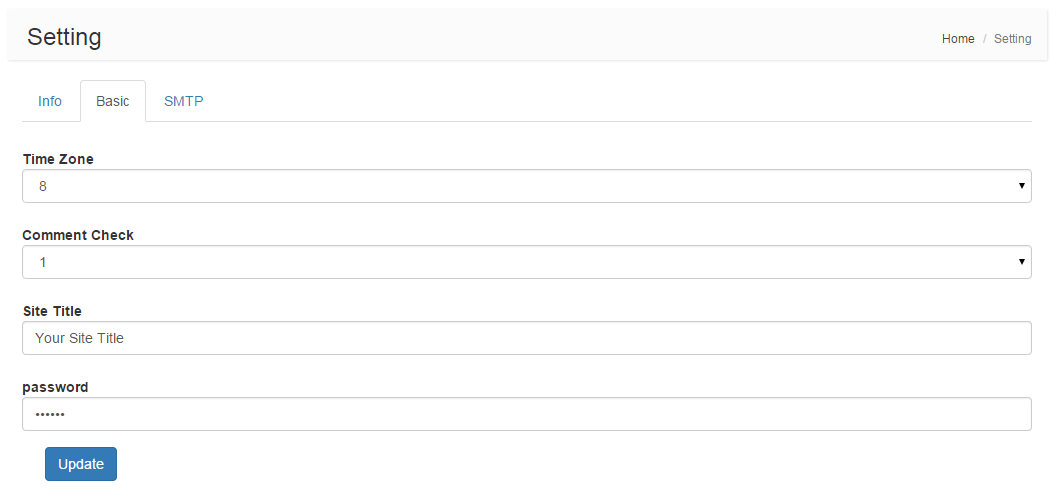 Setting
Home / Setting
Info Basic SMTP
Time Zone
8
Comment Check
1
Site Title
Your Site Title
password
••••••
Update